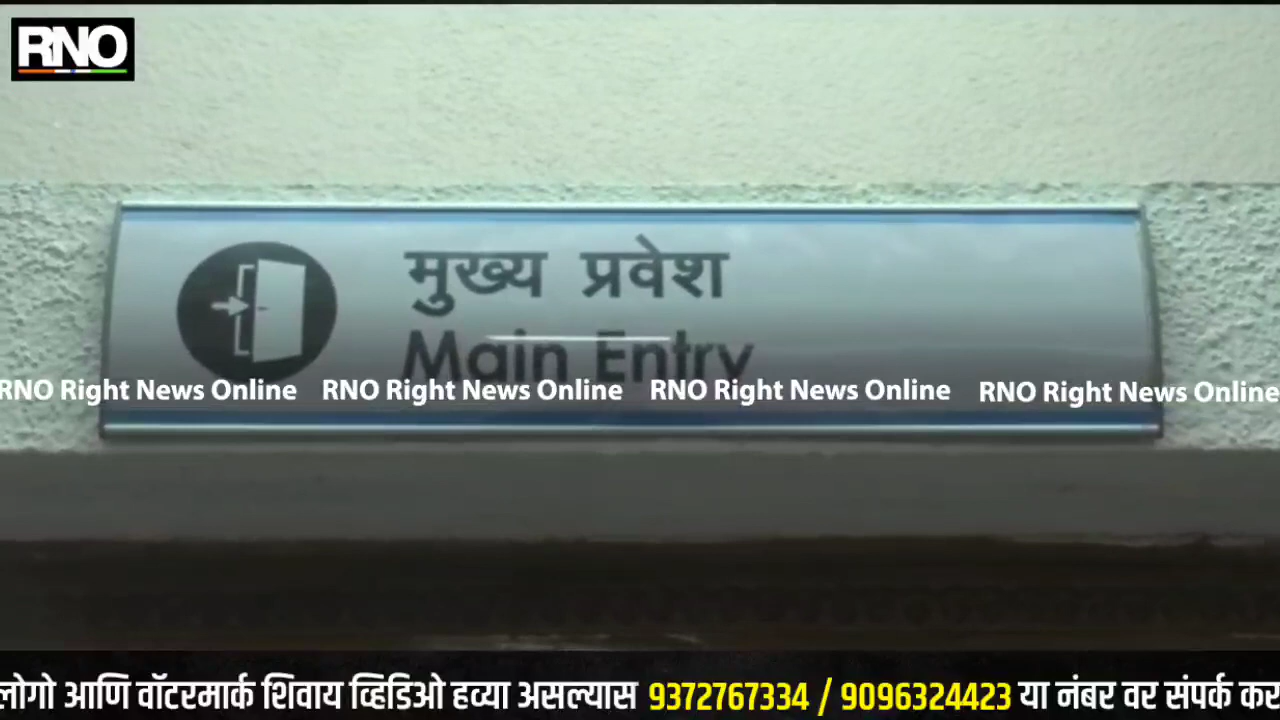 RNO
मुख्य प्रवेश
Main Entry
RNO Right News Online RNO Right News Online RNO Right News Online RNO Right News Online
लोगो आणि वॉटरमार्क शिवाय व्हिडिओ हव्या असल्यास 9372767334 / 9096324423 या नंबर वर संपर्क